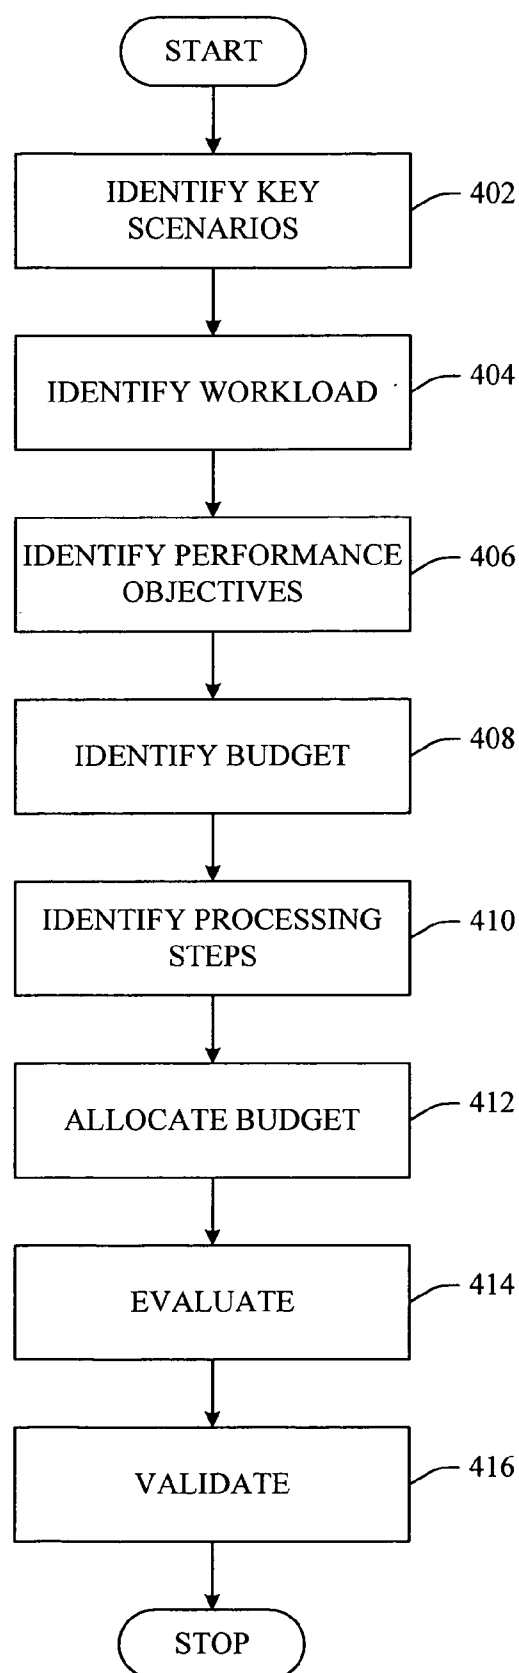 START
IDENTIFY KEY
SCENARIOS
402
IDENTIFY WORKLOAD
404
IDENTIFY PERFORMANCE
OBJECTIVES
406
IDENTIFY BUDGET
408
IDENTIFY PROCESSING
STEPS
410
ALLOCATE BUDGET
412
EVALUATE
414
VALIDATE
416
STOP